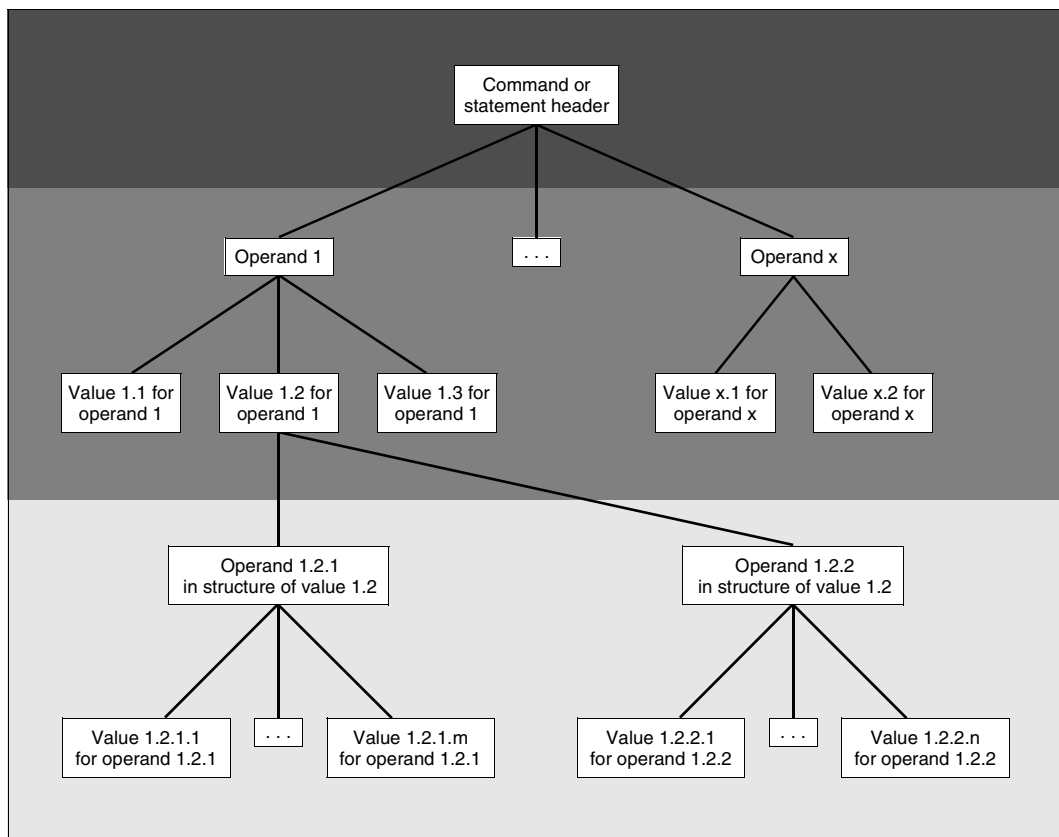 Command or
statement header
Operand 1
. . .
Operand x
Value 1.1 for
operand 1
Value 1.2 for
operand 1
Value 1.3 for
operand 1
Value x.1 for
operand x
Value x.2 for
operand x
Operand 1.2.1
in structure of value 1.2
Operand 1.2.2
in structure of value 1.2
Value 1.2.1.1
for operand 1.2.1
. . .
Value 1.2.1.m
for operand 1.2.1
Value 1.2.2.1
for operand 1.2.2
. . .
Value 1.2.2.n
for operand 1.2.2